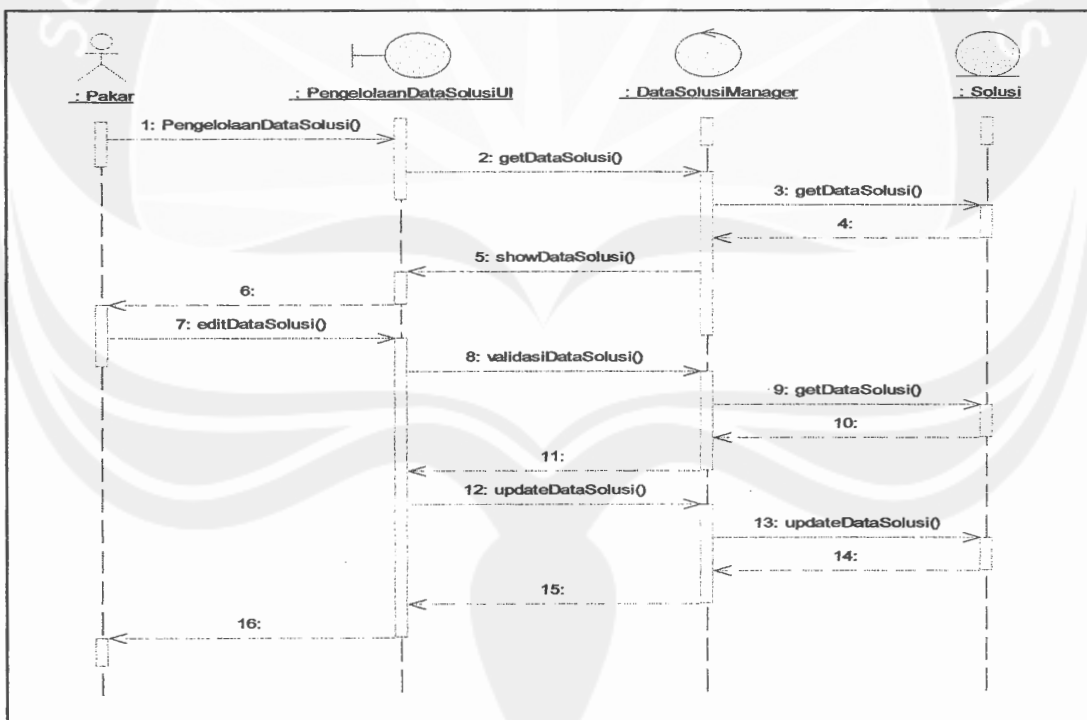 : Pakar
: PengelolaanDataSolusiUI
: DataSolusiManager
: Solusi
1: PengelolaanDataSolusi()
2: getDataSolusi()
3: getDataSolusi()
4:
5: showDataSolusi()
6:
7: editDataSolusi()
8: validasiDataSolusi()
9: getDataSolusi()
10:
11:
12: updateDataSolusi()
13: updateDataSolusi()
14:
15:
16: